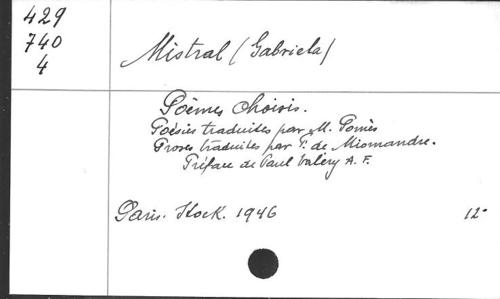 429
740
4
Mistral (Gabriela)
Poèmes choisis.
Poésies traduites par M. Pomès
Proses traduites par F. de Miomandre.
Préface de Paul Valéry A. F.
Paris. Stock. 1946 12°